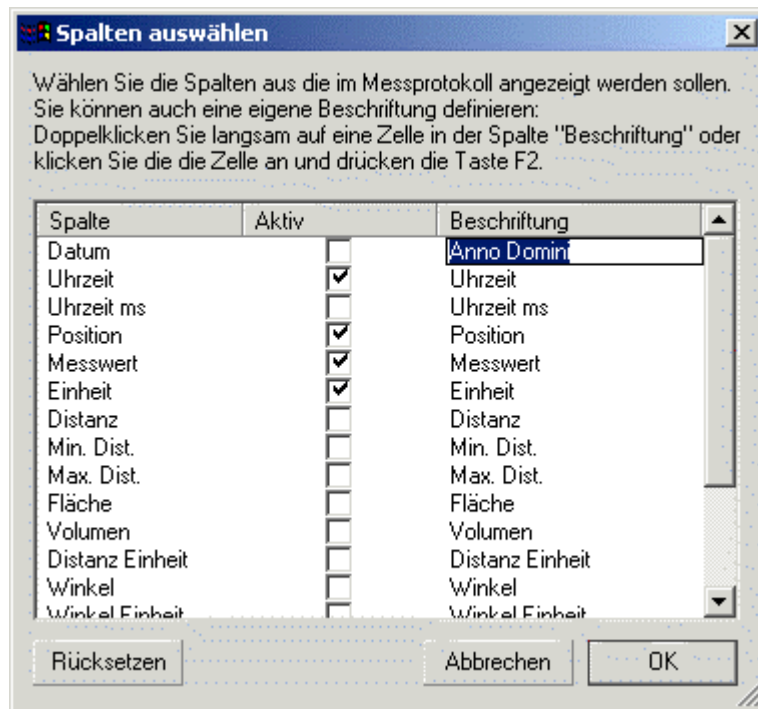 Spalten auswählen
Wählen Sie die Spalten aus die im Messprotokoll angezeigt werden sollen.
Sie können auch eine eigene Beschriftung definieren:
Doppelklicken Sie langsam auf eine Zelle in der Spalte "Beschriftung" oder
klicken Sie die die Zelle an und drücken die Taste F2.
Spalte Aktiv Beschriftung
Datum Anno Domini
Uhrzeit Uhrzeit
Uhrzeit ms Uhrzeit ms
Position Position
Messwert Messwert
Einheit Einheit
Distanz Distanz
Min. Dist. Min. Dist.
Max. Dist. Max. Dist.
Fläche Fläche
Volumen Volumen
Distanz Einheit Distanz Einheit
Winkel Winkel
Winkel Einheit Winkel Einheit
Rücksetzen Abbrechen OK